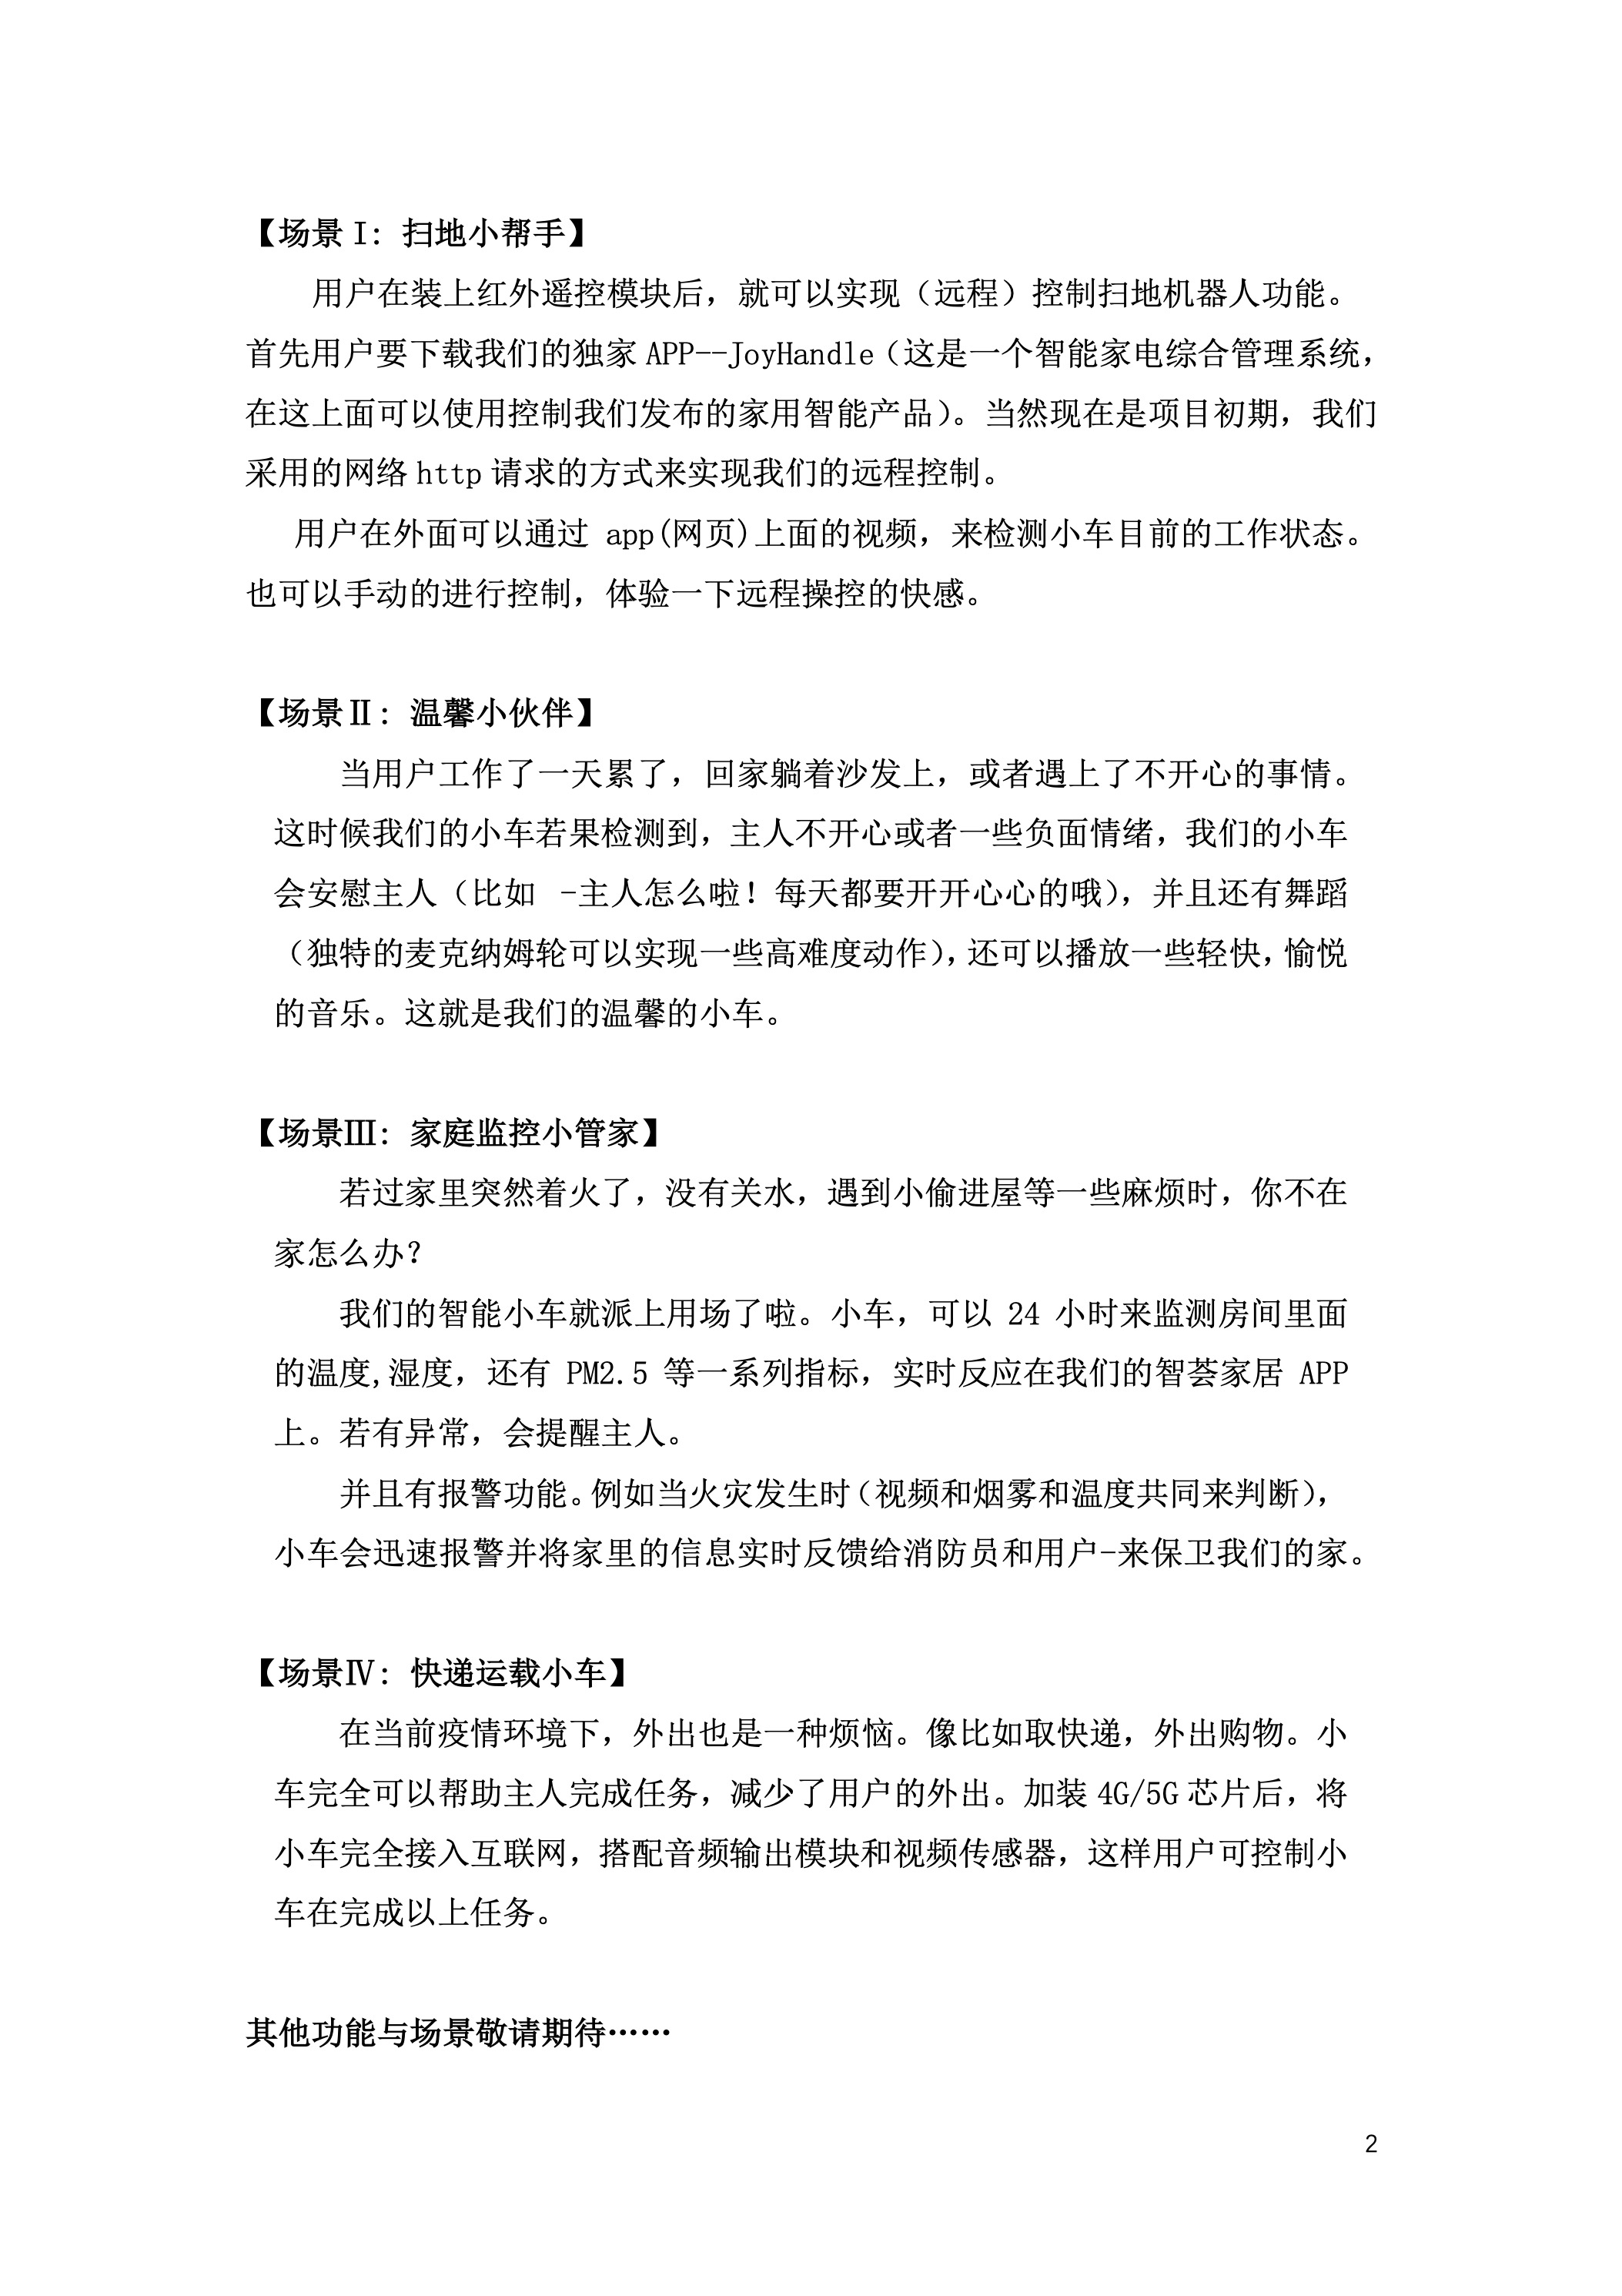 【场景 I：扫地小帮手】
用户在装上红外遥控模块后，就可以实现（远程）控制扫地机器人功能。
首先用户要下载我们的独家 APP--JoyHandle（这是一个智能家电综合管理系统，
在这上面可以使用控制我们发布的家用智能产品）。当然现在是项目初期，我们
采用的网络 http 请求的方式来实现我们的远程控制。
用户在外面可以通过 app(网页)上面的视频，来检测小车目前的工作状态。
也可以手动的进行控制，体验一下远程操控的快感。
【场景Ⅱ：温馨小伙伴】
当用户工作了一天累了，回家躺着沙发上，或者遇上了不开心的事情。
这时候我们的小车若果检测到，主人不开心或者一些负面情绪，我们的小车
会安慰主人（比如 -主人怎么啦！每天都要开开心心的哦），并且还有舞蹈
（独特的麦克纳姆轮可以实现一些高难度动作），还可以播放一些轻快，愉悦
的音乐。这就是我们的温馨的小车。
【场景Ⅲ：家庭监控小管家】
若过家里突然着火了，没有关水，遇到小偷进屋等一些麻烦时，你不在
家怎么办？
我们的智能小车就派上用场了啦。小车，可以 24 小时来监测房间里面
的温度,湿度，还有 PM2.5 等一系列指标，实时反应在我们的智荟家居 APP
上。若有异常，会提醒主人。
并且有报警功能。例如当火灾发生时（视频和烟雾和温度共同来判断），
小车会迅速报警并将家里的信息实时反馈给消防员和用户-来保卫我们的家。
【场景Ⅳ：快递运载小车】
在当前疫情环境下，外出也是一种烦恼。像比如取快递，外出购物。小
车完全可以帮助主人完成任务，减少了用户的外出。加装 4G/5G 芯片后，将
小车完全接入互联网，搭配音频输出模块和视频传感器，这样用户可控制小
车在完成以上任务。
其他功能与场景敬请期待……
2